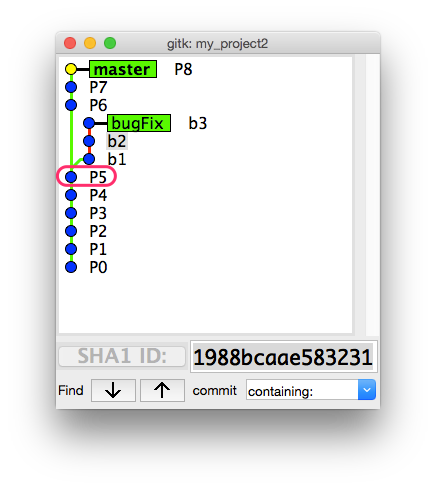 gitk: my_project2
master P8
P7
P6
bugFix b3
b2
b1
P5
P4
P3
P2
P1
P0
SHA1 ID: 1988bcaae583231
Find commit containing: